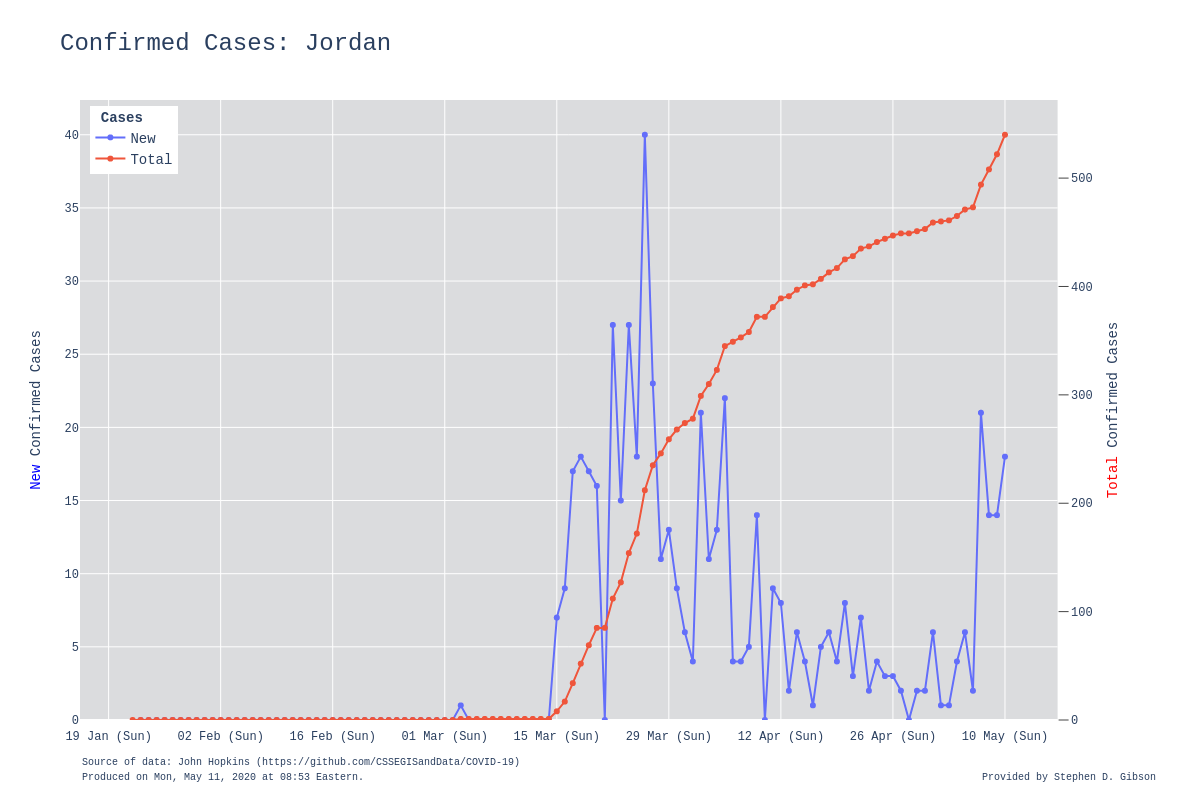 Confirmed Cases: Jordan
Cases
New
Total
40
35
30
25
20
15
10
5
0
500
400
300
200
100
0
New Confirmed Cases
Total Confirmed Cases
19 Jan (Sun) 02 Feb (Sun) 16 Feb (Sun) 01 Mar (Sun) 15 Mar (Sun) 29 Mar (Sun) 12 Apr (Sun) 26 Apr (Sun) 10 May (Sun)
Source of data: John Hopkins (https://github.com/CSSEGISandData/COVID-19)
Produced on Mon, May 11, 2020 at 08:53 Eastern.
Provided by Stephen D. Gibson